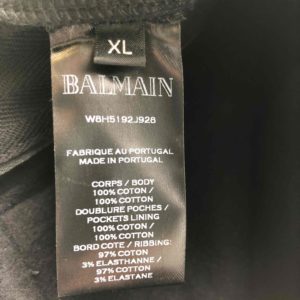 XL
BALMAIN
W8H5192J928
FABRIQUE AU PORTUGAL
MADE IN PORTUGAL
CORPS / BODY
100% COTON /
100% COTTON
DOUBLURE POCHES /
POCKETS LINING
100% COTON /
100% COTTON
BORD COTE / RIBBING:
97% COTON
3% ELASTHANNE /
97% COTTON
3% ELASTANE